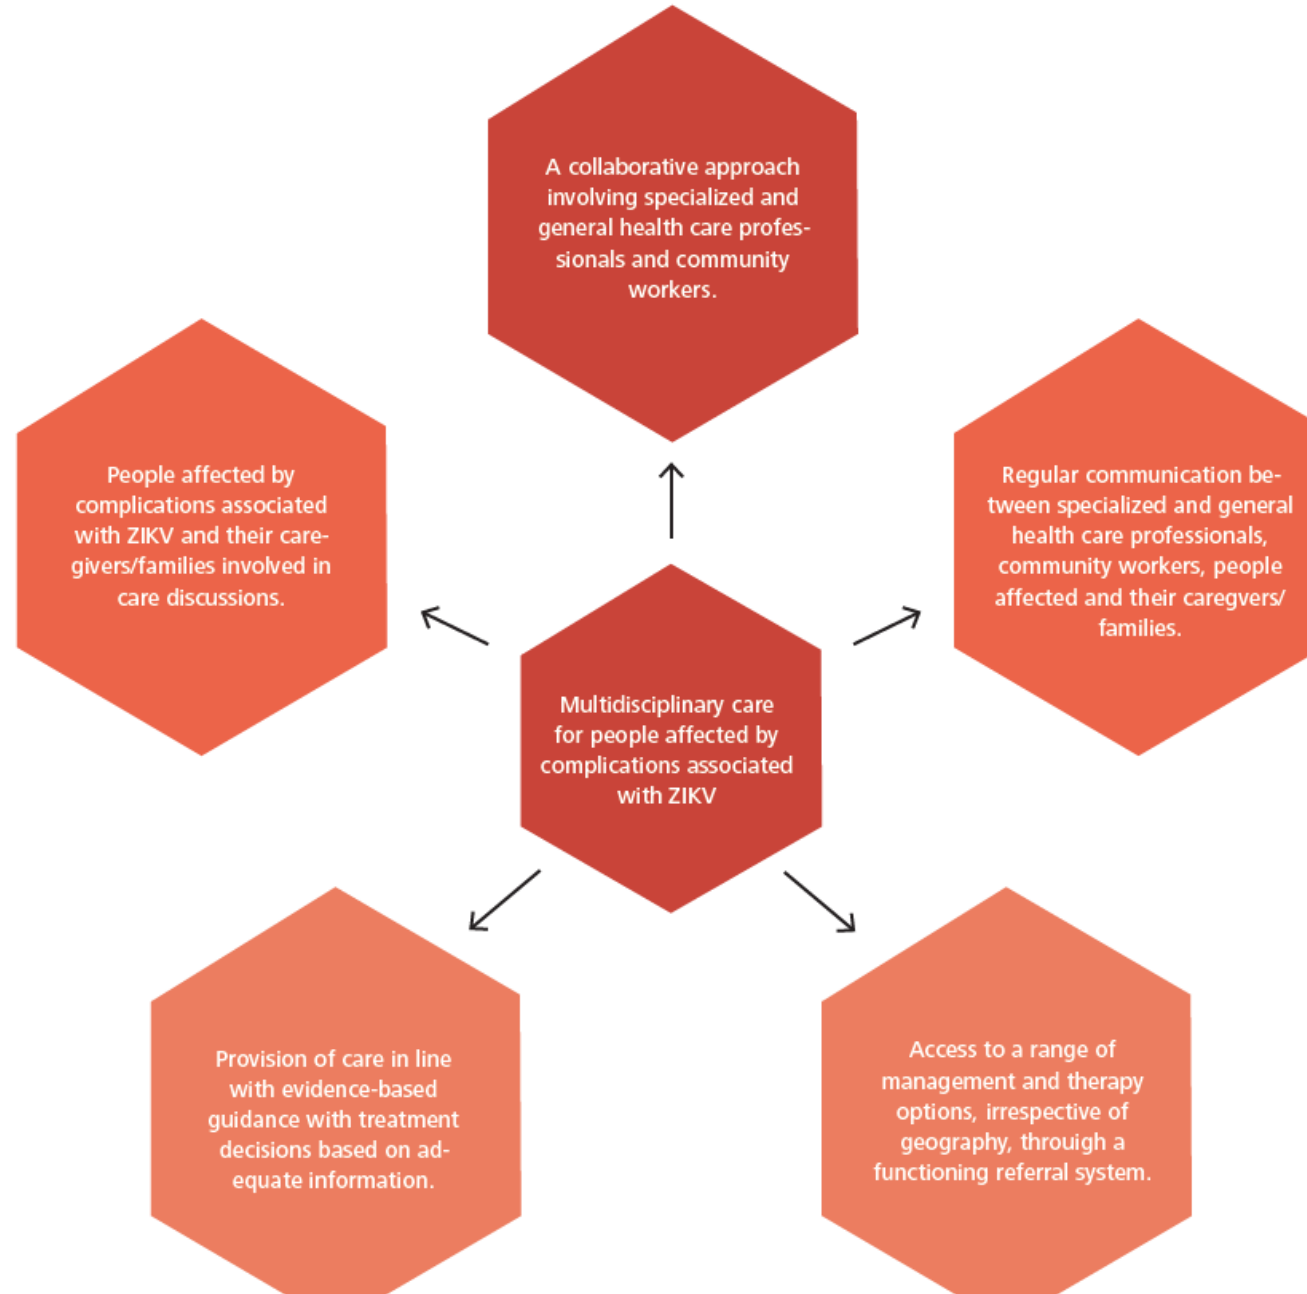 A collaborative approach
involving specialized and
general health care profes-
sionals and community
workers.
People affected by
complications associated
with ZIKV and their care-
givers/families involved in
care discussions.
Regular communication be-
tween specialized and general
health care professionals,
community workers, people
affected and their caregvers/
families.
Multidisciplinary care
for people affected by
complications associated
with ZIKV
Provision of care in line
with evidence-based
guidance with treatment
decisions based on ad-
equate information.
Access to a range of
management and therapy
options, irrespective of
geography, throuigh a
functioning referral system.